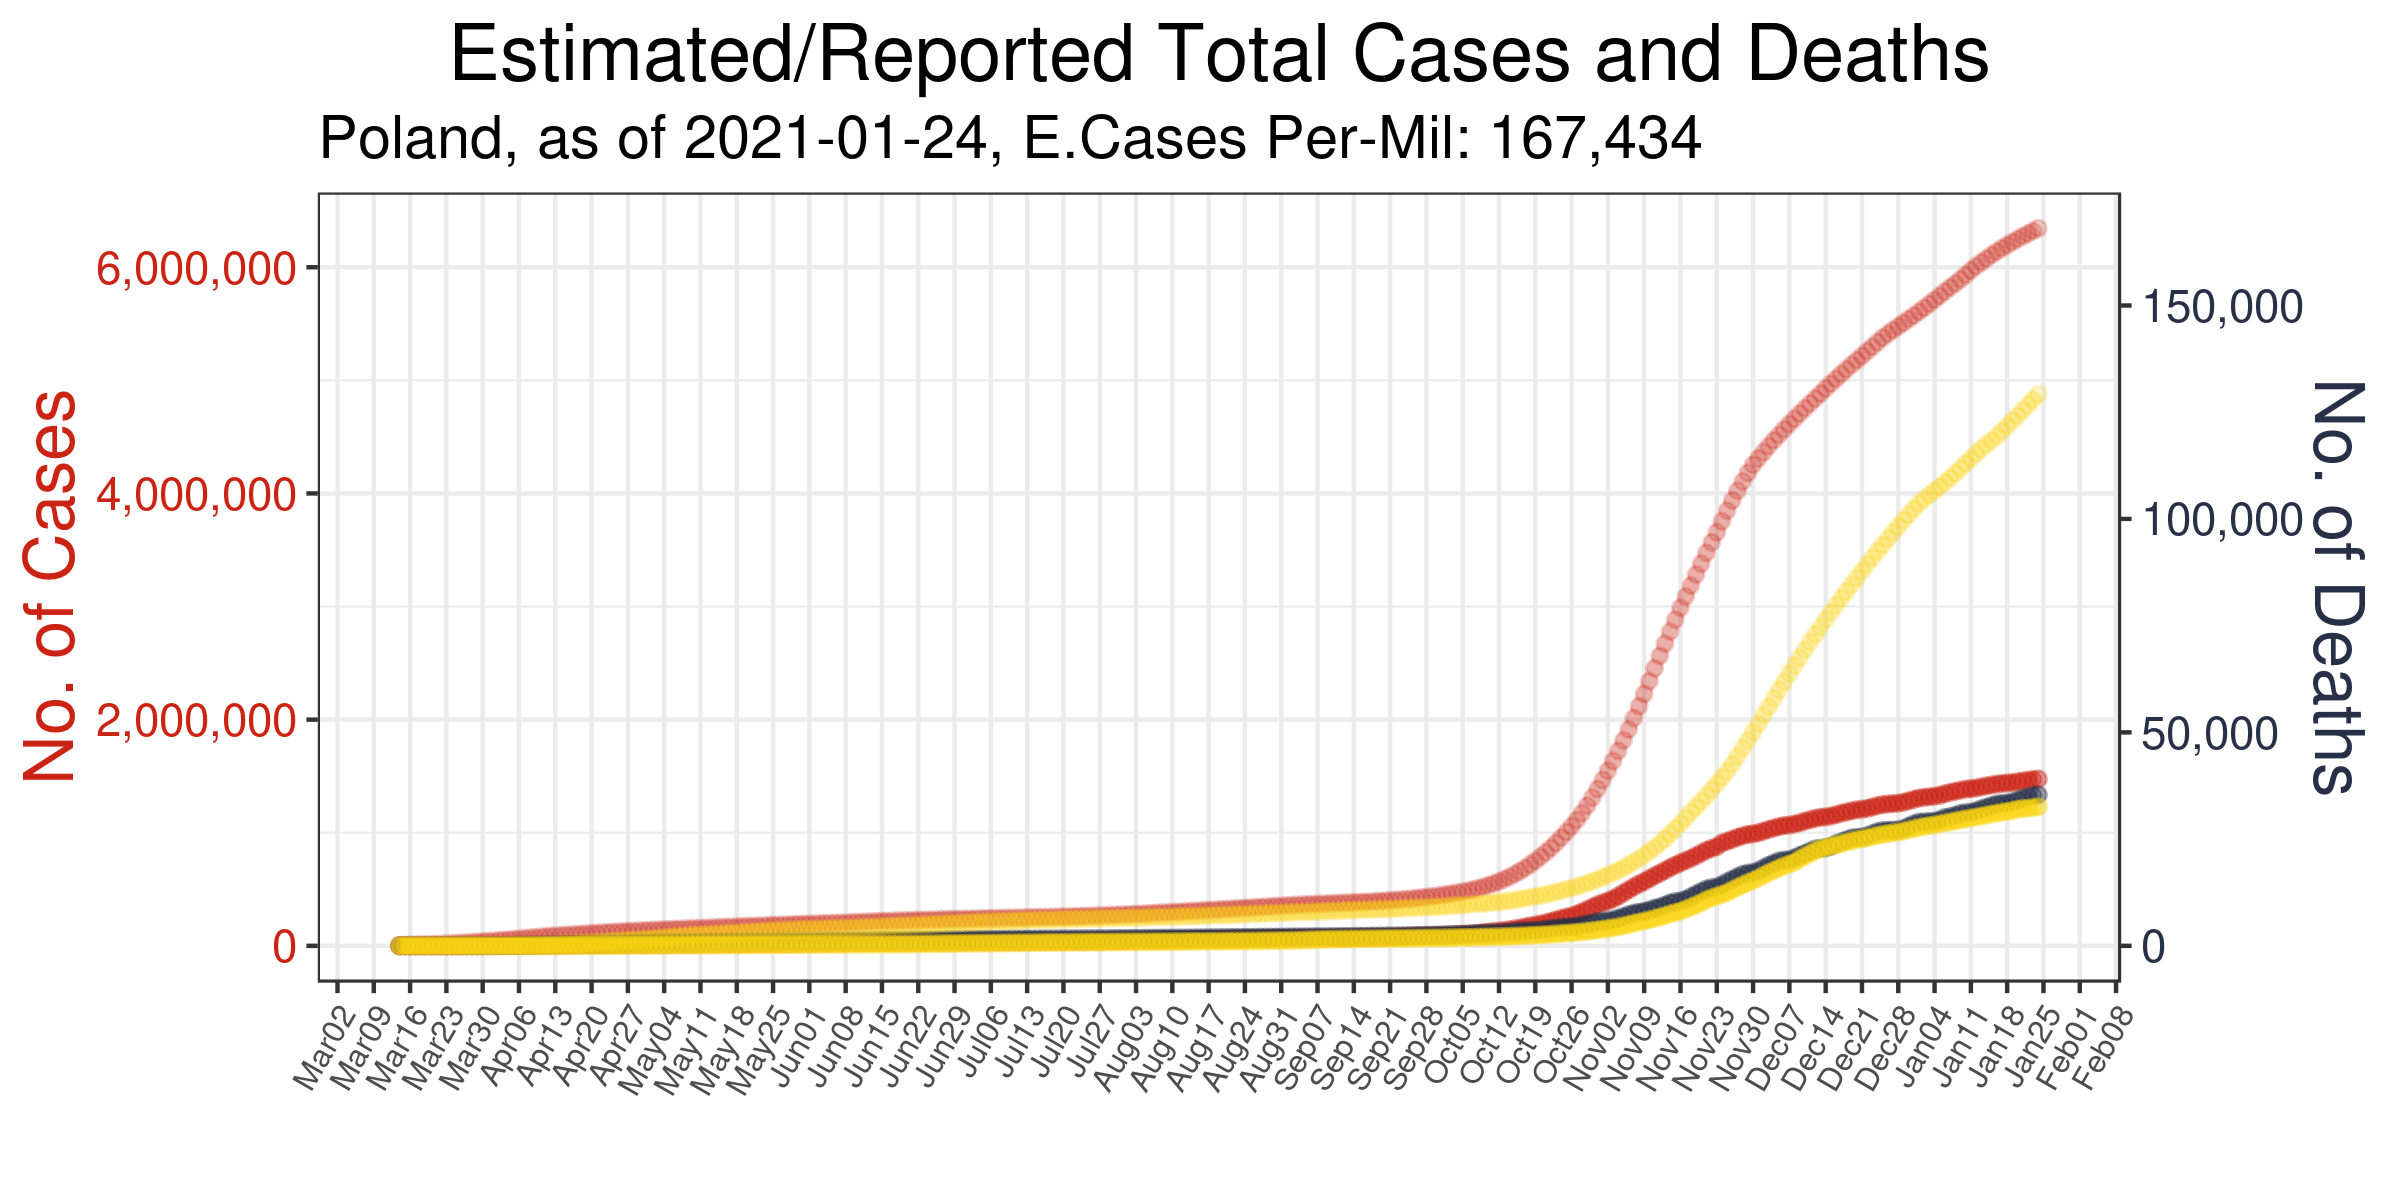 Estimated/Reported Total Cases and Deaths
Poland, as of 2021-01-24, E.Cases Per-Mil: 167,434
No. of Cases
6,000,000
4,000,000
2,000,000
0
150,000
100,000
50,000
0
No. of Deaths
Mar02
Mar09
Mar16
Mar23
Mar30
Apr06
Apr13
Apr20
Apr27
May04
May11
May18
May25
Jun01
Jun08
Jun15
Jun22
Jun29
Jul06
Jul13
Jul20
Jul27
Aug03
Aug10
Aug17
Aug24
Aug31
Sep07
Sep14
Sep21
Sep28
Oct05
Oct12
Oct19
Oct26
Nov02
Nov09
Nov16
Nov23
Nov30
Dec07
Dec14
Dec21
Dec28
Jan04
Jan11
Jan18
Jan25
Feb01
Feb08